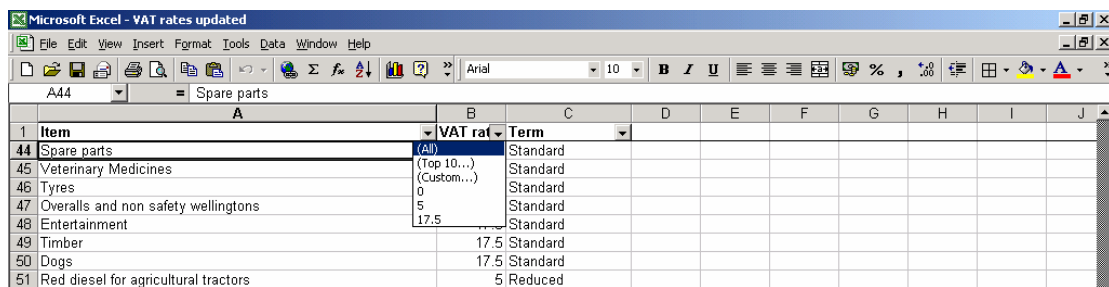 Microsoft Excel - VAT rates updated
File Edit View Insert Format Tools Data Window Help
Arial 10 B I U % ,
A44 = Spare parts
A B C D E F G H I J
1 Item VAT rat Term
44 Spare parts Standard
45 Veterinary Medicines Standard
46 Tyres Standard
47 Overalls and non safety wellingtons Standard
48 Entertainment Standard
49 Timber 17.5 Standard
50 Dogs 17.5 Standard
51 Red diesel for agricultural tractors 5 Reduced
(All)
(Top 10...)
(Custom...)
0
5
17.5